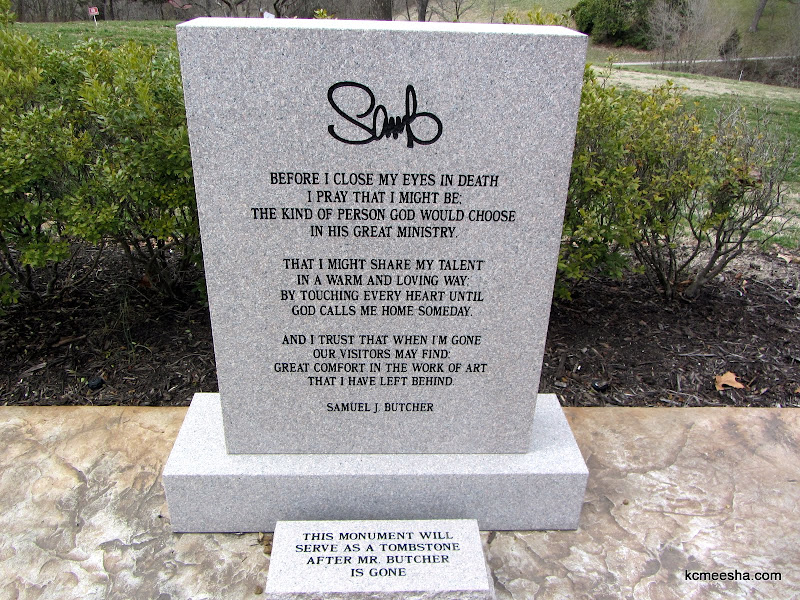 Samb
BEFORE I CLOSE MY EYES IN DEATH
I PRAY THAT I MIGHT BE;
THE KIND OF PERSON GOD WOULD CHOOSE
IN HIS GREAT MINISTRY.
THAT I MIGHT SHARE MY TALENT
IN A WARM AND LOVING WAY;
BY TOUCHING EVERY HEART UNTIL
GOD CALLS ME HOME SOMEDAY.
AND I TRUST THAT WHEN I'M GONE
OUR VISITORS MAY FIND;
GREAT COMFORT IN THE WORK OF ART
THAT I HAVE LEFT BEHIND
SAMUEL J. BUTCHER
THIS MONUMENT WILL
SERVE AS A TOMBSTONE
AFTER MR. BUTCHER
IS GONE
kcmeesha.com